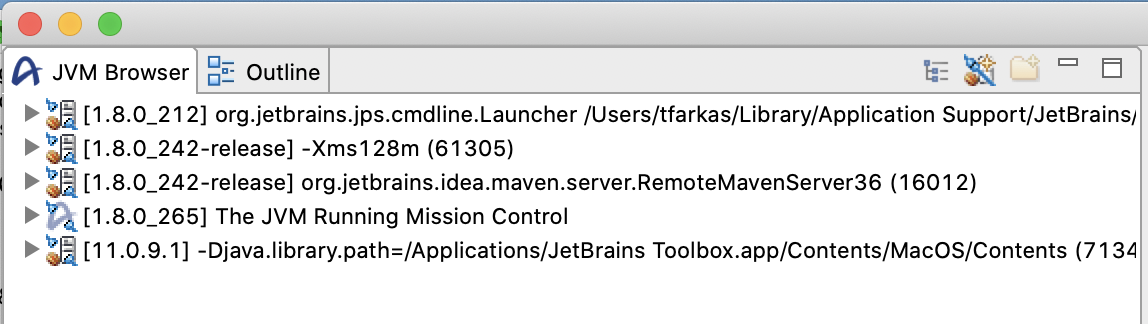 JVM Browser Outline
[1.8.0_212] org.jetbrains.jps.cmdline.Launcher /Users/tfarkas/Library/Application Support/JetBrains/
[1.8.0_242-release] -Xms128m (61305)
[1.8.0_242-release] org.jetbrains.idea.maven.server.RemoteMavenServer36 (16012)
[1.8.0_265] The JVM Running Mission Control
[11.0.9.1] -Djava.library.path=/Applications/JetBrains Toolbox.app/Contents/MacOS/Contents (7134